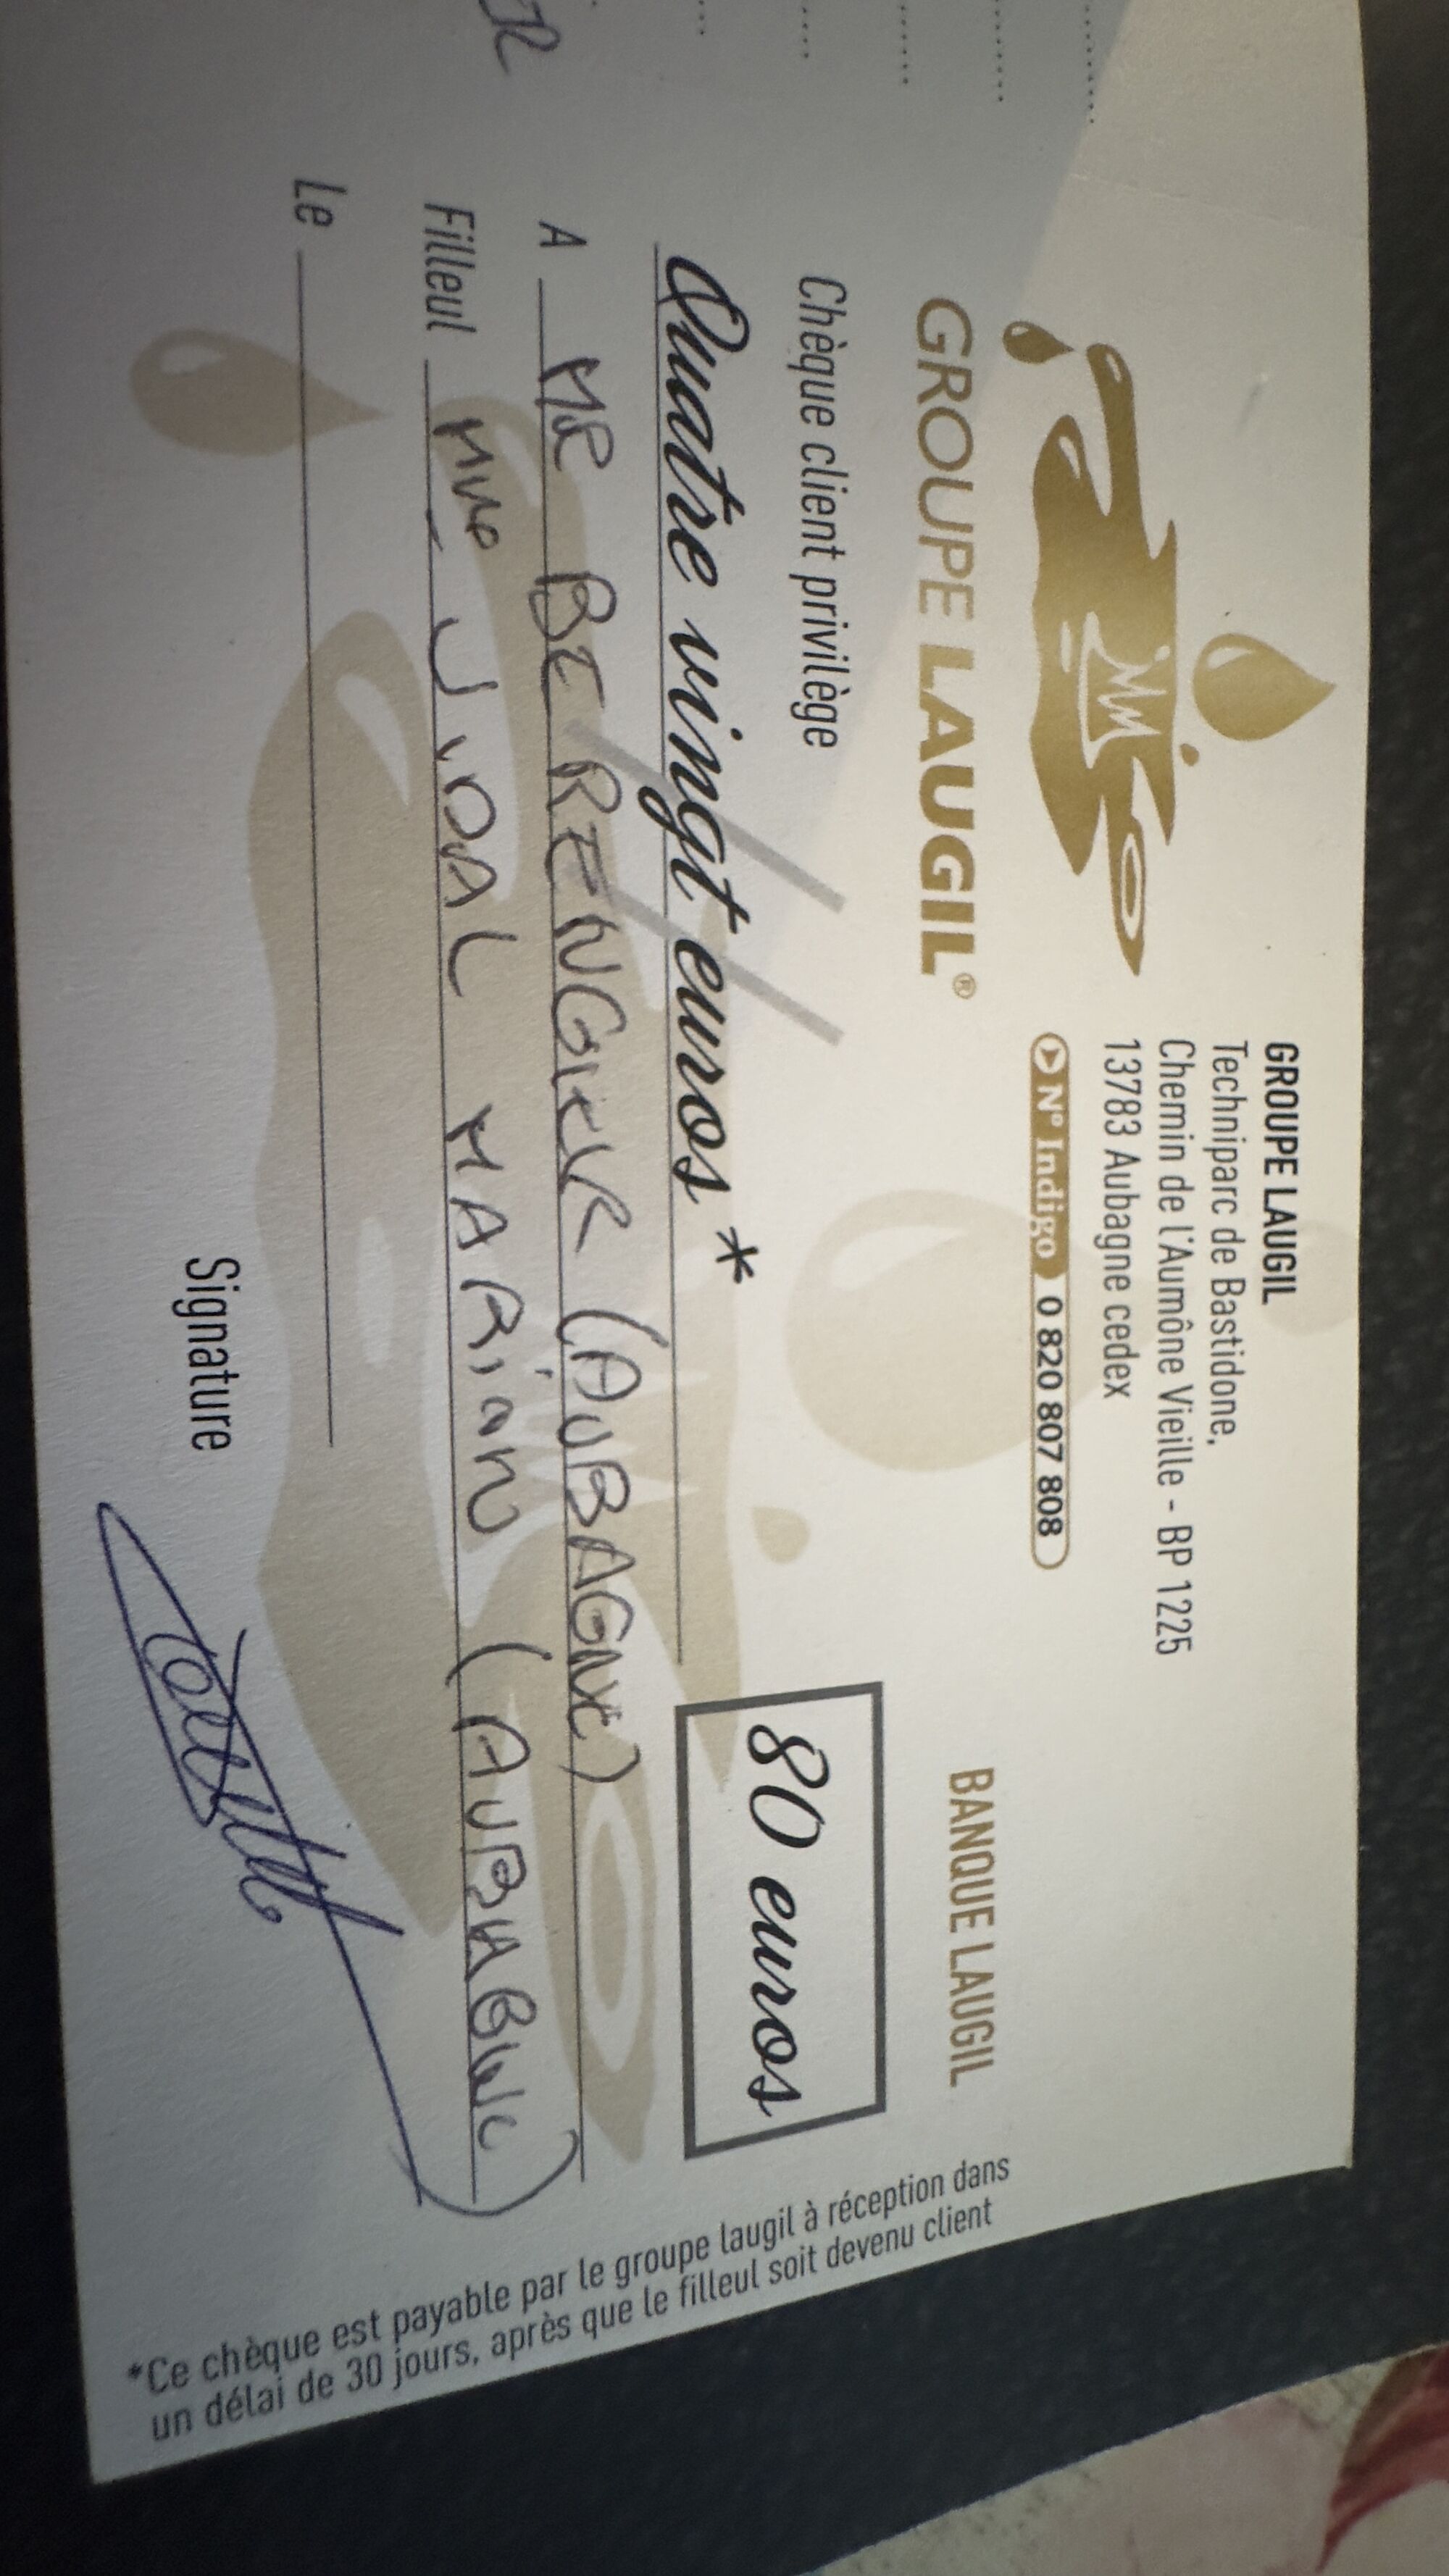 GROUPE LAUGIL®
GROUPE LAUGIL
Techniparc de Bastidone,
Chemin de l'Aumône Vieille - BP 1225
13783 Aubagne cedex
N° Indigo 0 820 807 808
BANQUE LAUGIL
Chèque client privilège
Quatre vingt euros*
80 euros
A MR BERENGIER (AUBAGNE)
Filleul Mme JUDAL MARiAN (AUBAGNE)
Le
Signature
*Ce chèque est payable par le groupe laugil à réception dans
un délai de 30 jours, après que le filleul soit devenu client